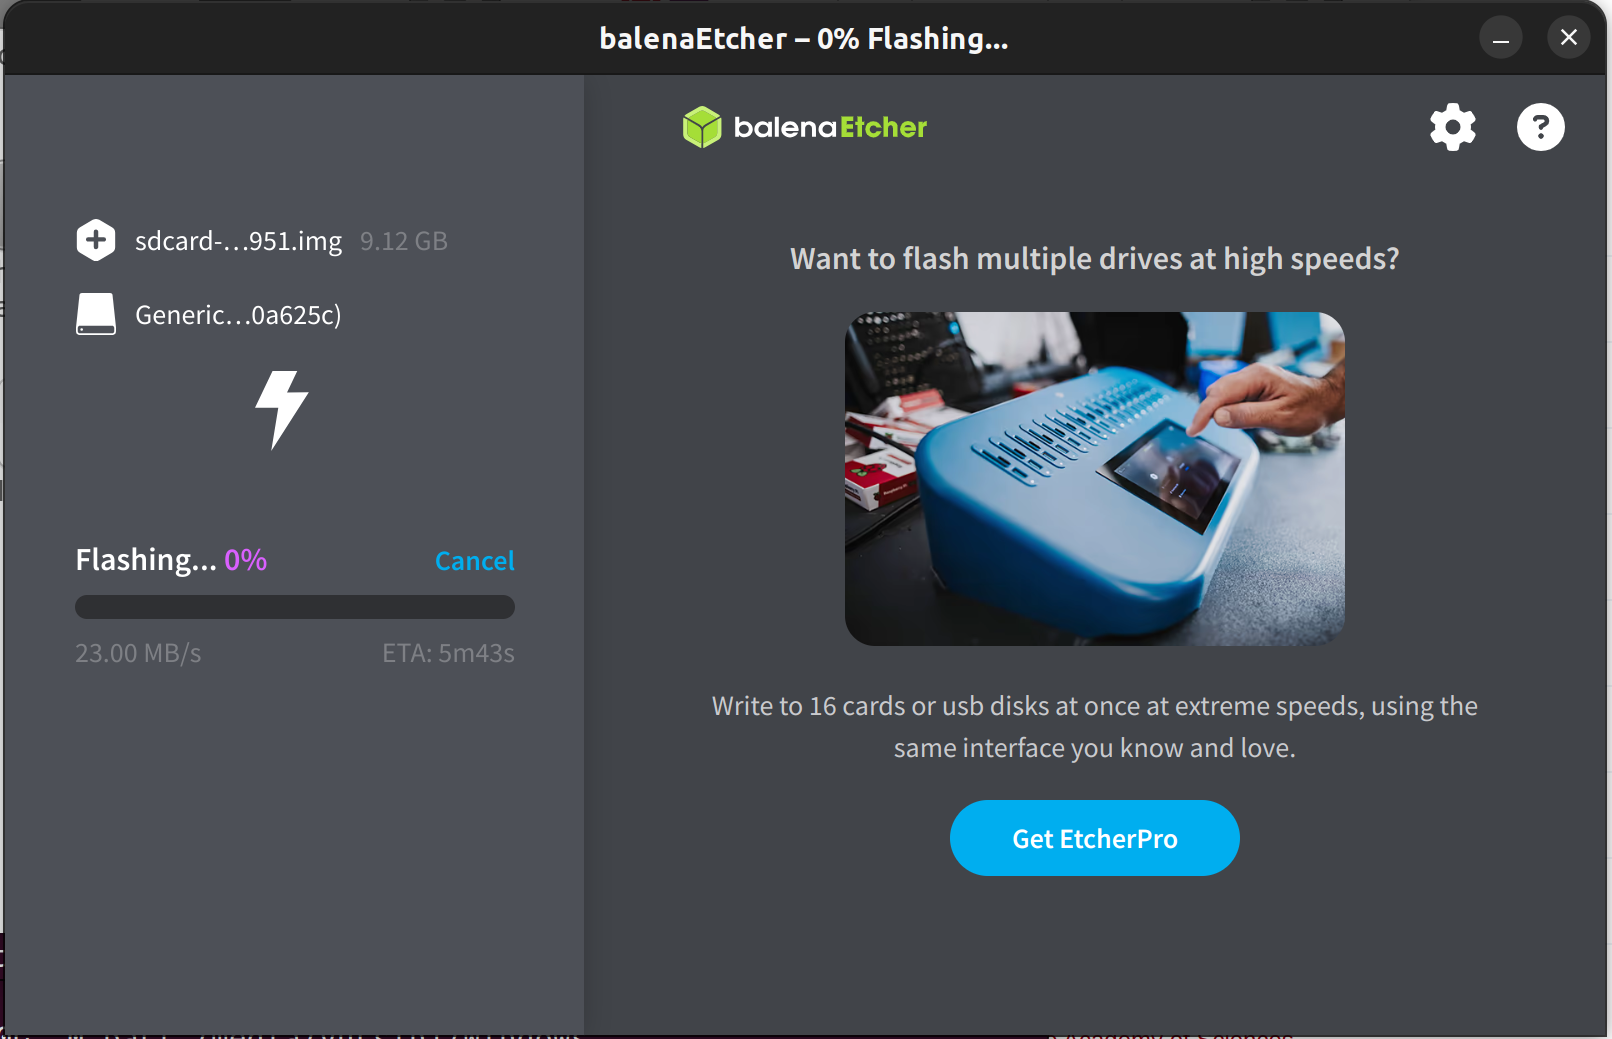 balenaEtcher – 0% Flashing...
balenaEtcher
sdcard-...951.img 9.12 GB
Generic...0a625c)
Flashing... 0% Cancel
23.00 MB/s ETA: 5m43s
Want to flash multiple drives at high speeds?
Write to 16 cards or usb disks at once at extreme speeds, using the
same interface you know and love.
Get EtcherPro